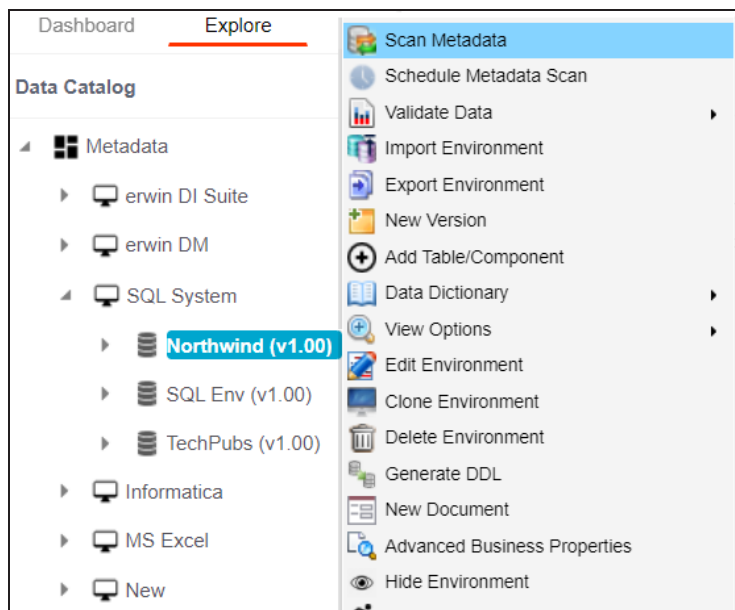 Dashboard Explore
Data Catalog
Metadata
erwin DI Suite
erwin DM
SQL System
Northwind (v1.00)
SQL Env (v1.00)
TechPubs (v1.00)
Informatica
MS Excel
New
Scan Metadata
Schedule Metadata Scan
Validate Data
Import Environment
Export Environment
New Version
Add Table/Component
Data Dictionary
View Options
Edit Environment
Clone Environment
Delete Environment
Generate DDL
New Document
Advanced Business Properties
Hide Environment